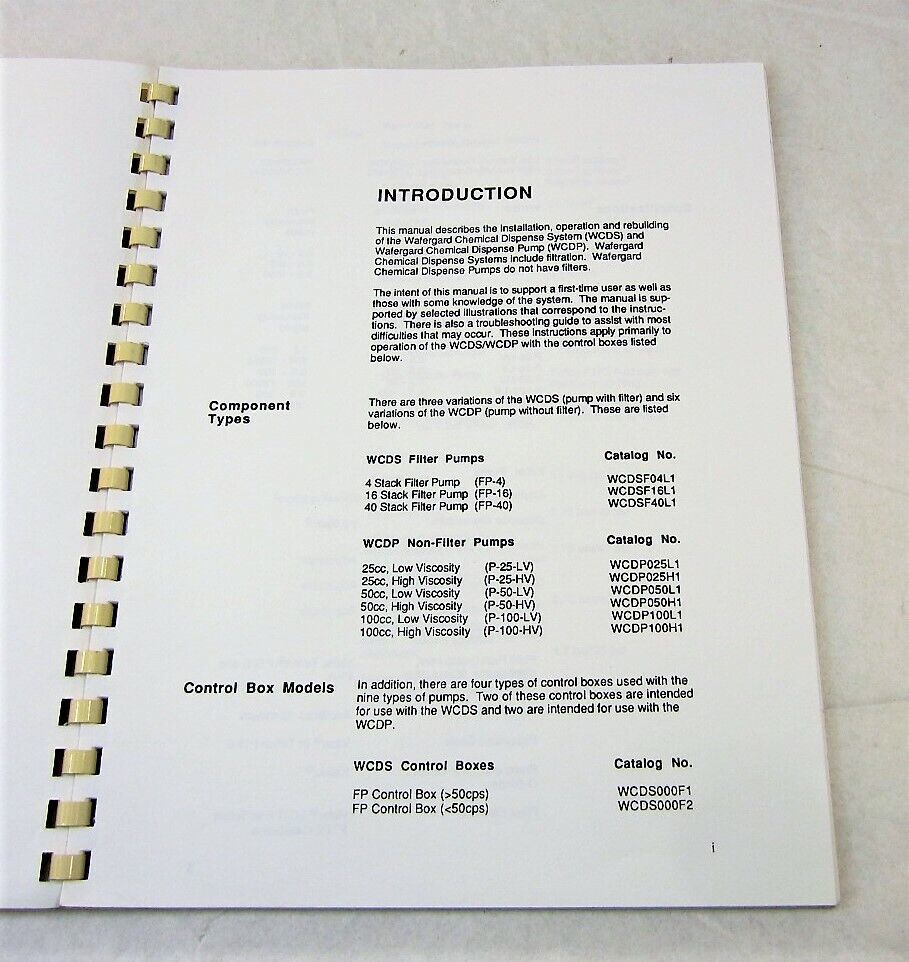 INTRODUCTION
This manual describes the installation, operation and rebuilding
of the Wafergard Chemical Dispense System (WCDS) and
Wafergard Chemical Dispense Pump (WCDP). Wafergard
Chemical Dispense Systems include filtration. Wafergard
Chemical Dispense Pumps do not have filters.
The intent of this manual is to support a first-time user as well as
those with some knowledge of the system. The manual is sup-
ported by selected illustrations that correspond to the instruc-
tions. There is also a troubleshooting guide to assist with most
difficulties that may occur. These instructions apply primarily to
operation of the WCDS/WCDP with the control boxes listed
below.
Component
Types
There are three variations of the WCDS (pump with filter) and six
variations of the WCDP (pump without filter). These are listed
below.
WCDS Filter Pumps Catalog No.
4 Stack Filter Pump (FP-4) WCDSF04L1
16 Stack Filter Pump (FP-16) WCDSF16L1
40 Stack Filter Pump (FP-40) WCDSF40L1
WCDP Non-Filter Pumps Catalog No.
25cc, Low Viscosity (P-25-LV) WCDP025L1
25cc, High Viscosity (P-25-HV) WCDP025H1
50cc, Low Viscosity (P-50-LV) WCDP050L1
50cc, High Viscosity (P-50-HV) WCDP050H1
100cc, Low Viscosity (P-100-LV) WCDP100L1
100cc, High Viscosity (P-100-HV) WCDP100H1
Control Box Models
In addition, there are four types of control boxes used with the
nine types of pumps. Two of these control boxes are intended
for use with the WCDS and two are intended for use with the
WCDP.
WCDS Control Boxes Catalog No.
FP Control Box (>50cps) WCDS000F1
FP Control Box (<50cps) WCDS000F2
i